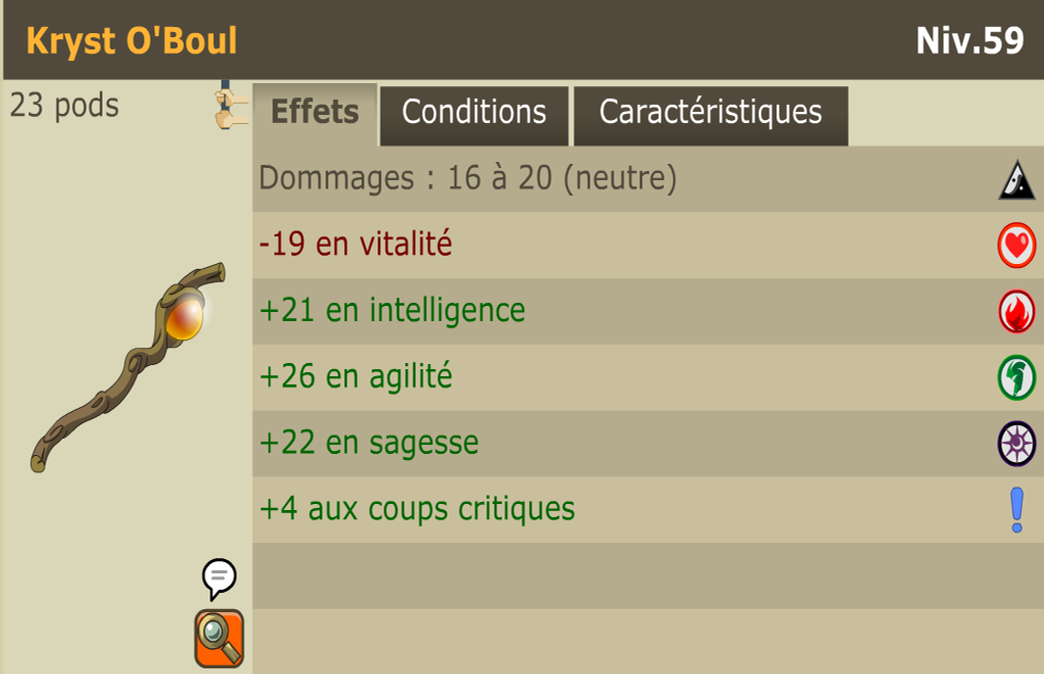 Kryst O'Boul
Niv.59
23 pods
Effets
Conditions
Caractéristiques
Dommages : 16 à 20 (neutre)
-19 en vitalité
+21 en intelligence
+26 en agilité
+22 en sagesse
+4 aux coups critiques